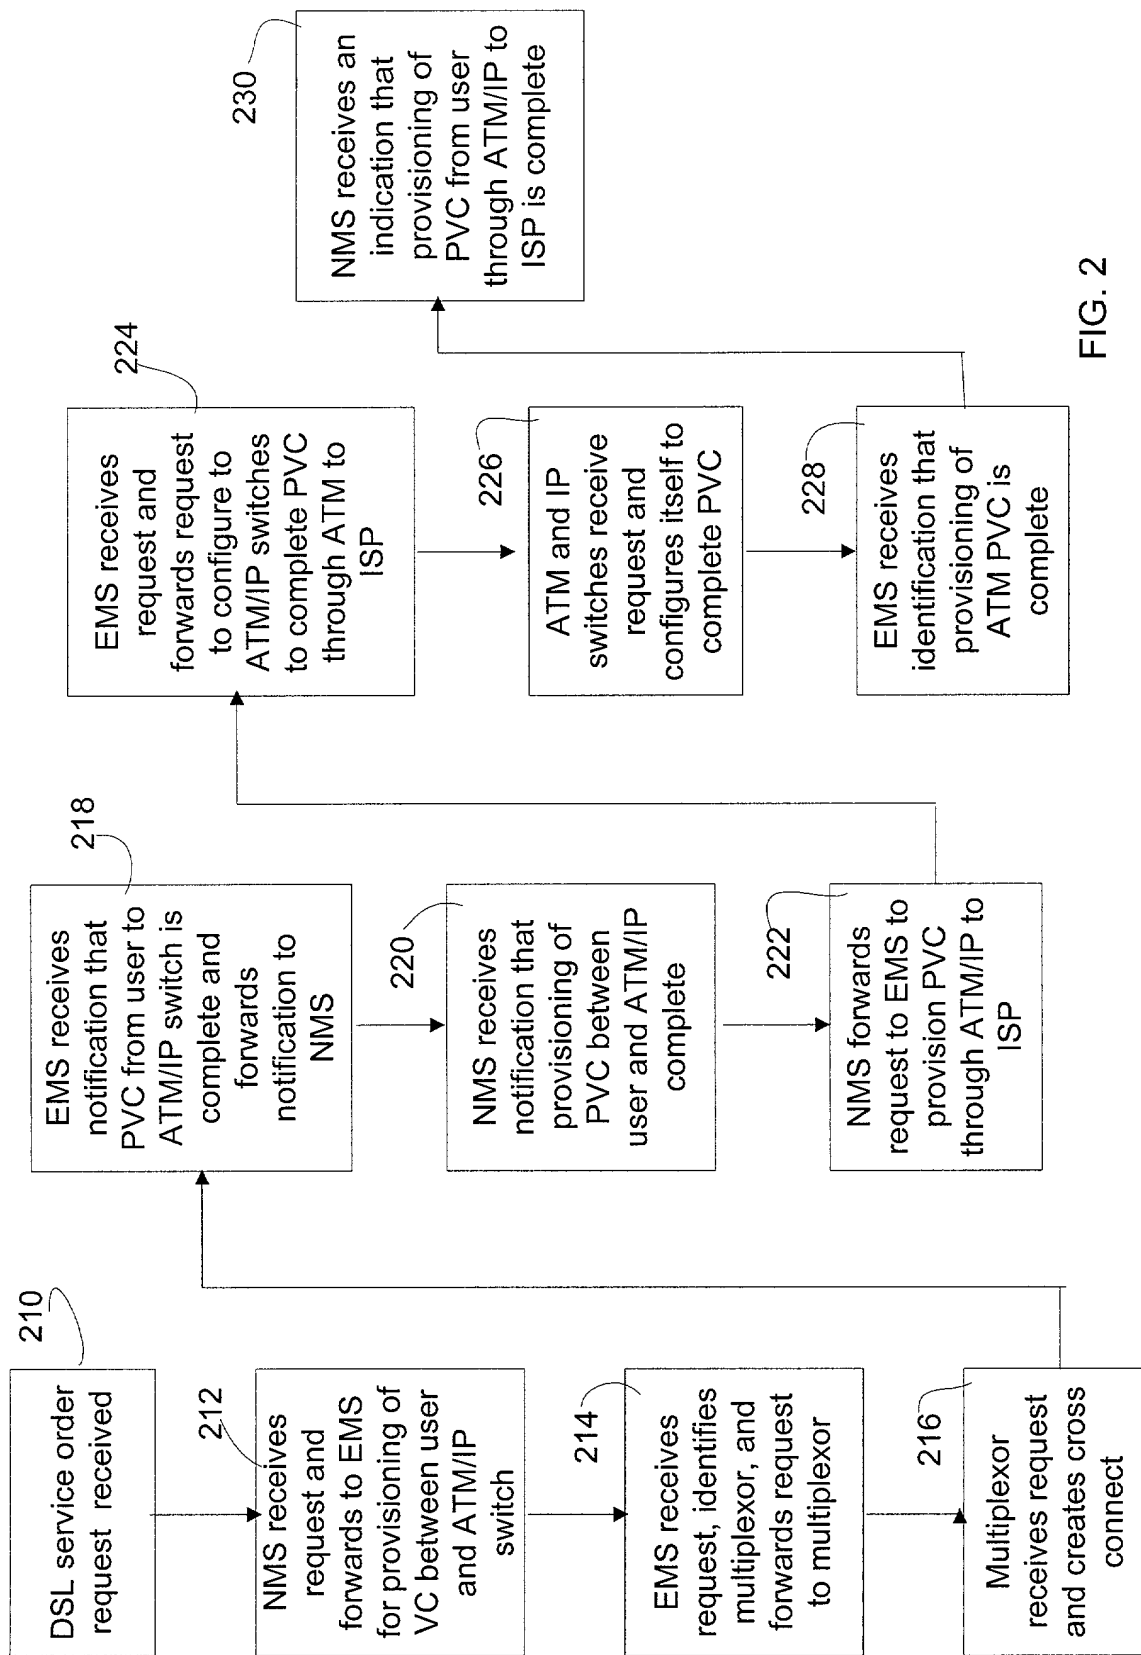 210
DSL service order
request received
212
NMS receives
request and
forwards to EMS
for provisioning of
VC between user
and ATM/IP
switch
214
EMS receives
request, identifies
multiplexor, and
forwards request
to multiplexor
216
Multiplexor
receives request
and creates cross
connect
218
EMS receives
notification that
PVC from user to
ATM/IP switch is
complete and
forwards
notification to
NMS
220
NMS receives
notification that
provisioning of
PVC between
user and ATM/IP
complete
222
NMS forwards
request to EMS to
provision PVC
through ATM/IP to
ISP
224
EMS receives
request and
forwards request
to configure to
ATM/IP switches
to complete PVC
through ATM to
ISP
226
ATM and IP
switches receive
request and
configures itself to
complete PVC
228
EMS receives
identification that
provisioning of
ATM PVC is
complete
230
NMS receives an
indication that
provisioning of
PVC from user
through ATM/IP to
ISP is complete
FIG. 2